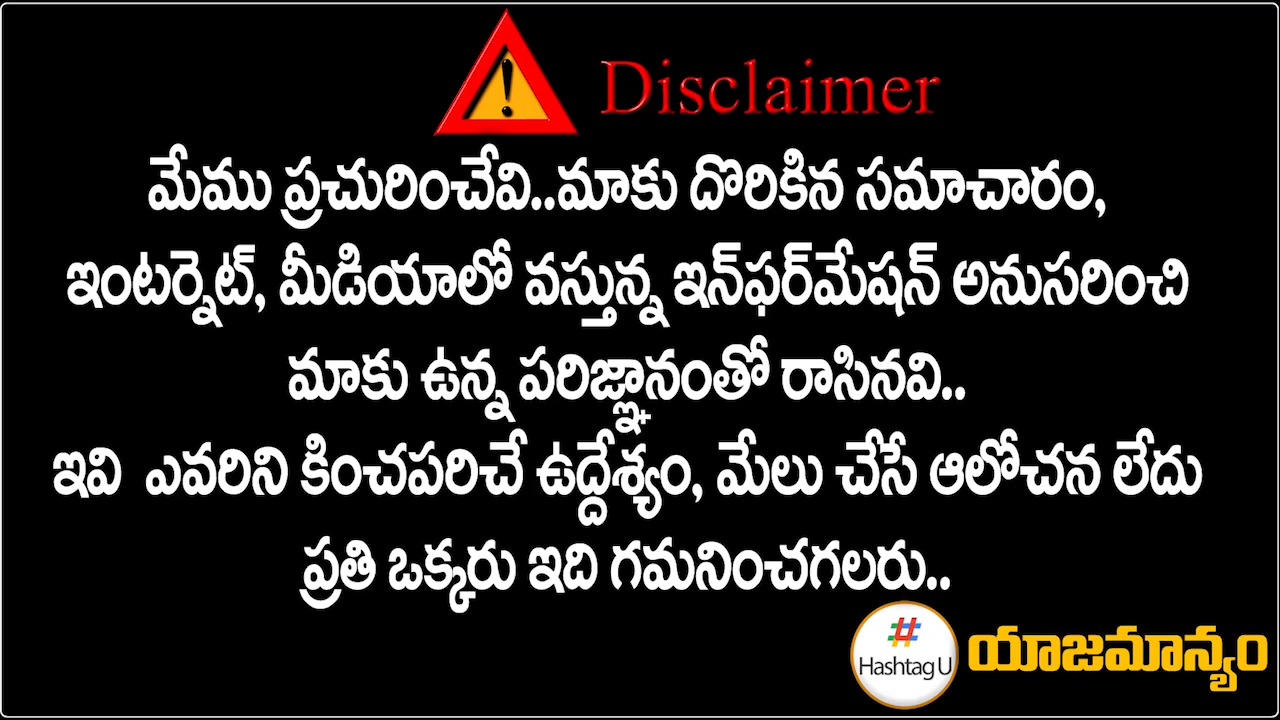 Disclaimer
మేము ప్రచురించేవి..మాకు దొరికిన సమాచారం,
ఇంటర్నెట్, మీడియాలో వస్తున్న ఇన్‌ఫర్‌మేషన్ అనుసరించి
మాకు ఉన్న పరిజ్ఞానంతో రాసినవి..
ఇవి ఎవరిని కించపరిచే ఉద్దేశ్యం, మేలు చేసే ఆలోచన లేదు
ప్రతి ఒక్కరు ఇది గమనించగలరు..
#
Hashtag U
యాజమాన్యం